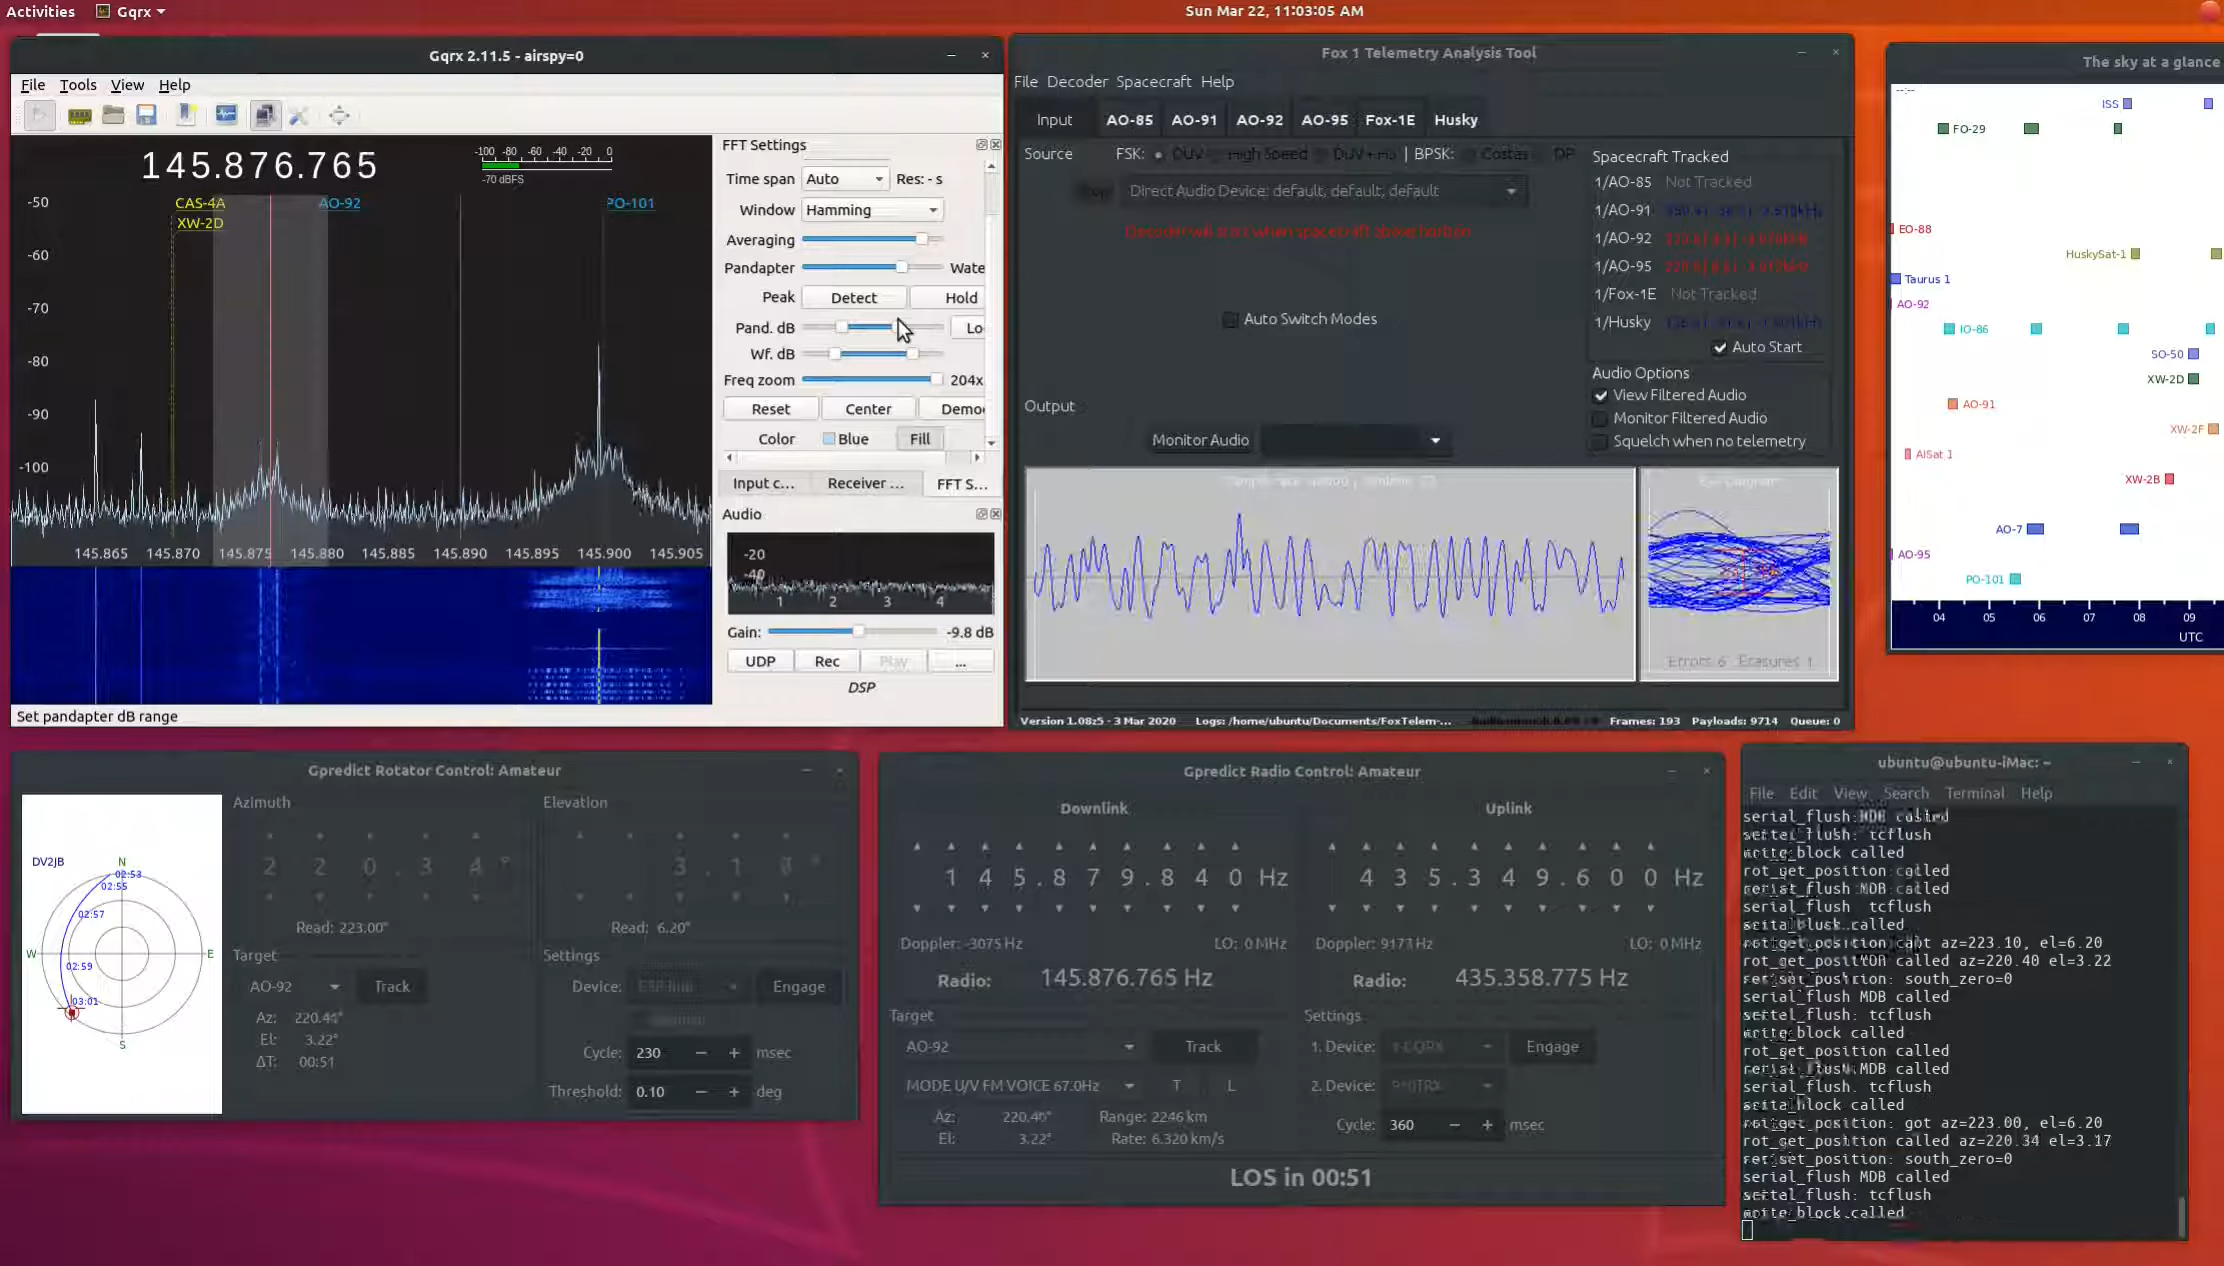 Activities Gqrx
Sun Mar 22, 11:03:05 AM
Gqrx 2.11.5 - airspy=0
File Tools View Help
145.876.765
-100 -80 -60 -40 -20 0
-70 dBFS
CAS-4A
XW-2D
AO-92
PO-101
-50
-60
-70
-80
-90
-100
145.865 145.870 145.875 145.880 145.885 145.890 145.895 145.900 145.905
Set pandapter dB range
FFT Settings
Time span Auto Res: - s
Window Hamming
Averaging
Pandapter Wate
Peak Detect Hold
Pand. dB Lo
Wf. dB
Freq zoom 204x
Reset Center Demo
Color Blue Fill
Input c... Receiver ... FFT S...
Audio
-20
-40
1 2 3 4
Gain: -9.8 dB
UDP Rec Play ...
DSP
Fox 1 Telemetry Analysis Tool
File Decoder Spacecraft Help
Input AO-85 AO-91 AO-92 AO-95 Fox-1E Husky
Source FSK: DUV High Speed DUV+HS | BPSK: Costas
Direct Audio Device: default, default, default
Decoder will start when spacecraft above horizon
Auto Switch Modes
Spacecraft Tracked
1/AO-85 Not Tracked
1/AO-91
1/AO-92
1/AO-95
1/Fox-1E Not Tracked
1/Husky
Auto Start
Audio Options
View Filtered Audio
Monitor Filtered Audio
Squelch when no telemetry
Output
Monitor Audio
Eye Diagram
Errors 6 Erasures 1
Version 1.08z5 - 3 Mar 2020 Logs: /home/ubuntu/Documents/FoxTelem-... Frames: 193 Payloads: 9714 Queue: 0
The sky at a glance
--:--
ISS
FO-29
EO-88
HuskySat-1
Taurus 1
AO-92
IO-86
SO-50
XW-2D
AO-91
XW-2F
AISat 1
XW-2B
AO-7
AO-95
PO-101
04 05 06 07 08 09
UTC
Gpredict Rotator Control: Amateur
DV2JB
N
02:53
02:55
02:57
W E
02:59
03:01
S
Azimuth
2 2 0 . 3 4 °
Read: 223.00°
Elevation
3 . 1
Read: 6.20°
Target
AO-92 Track
Az: 220.44°
El: 3.22°
ΔT: 00:51
Settings
Device: Engage
Cycle: 230 − + msec
Threshold: 0.10 − + deg
Gpredict Radio Control: Amateur
Downlink
1 4 5 . 8 7 9 . 8 4 0 Hz
Doppler: -3075 Hz LO: 0 MHz
Radio: 145.876.765 Hz
Uplink
4 3 5 . 3 4 9 . 6 0 0 Hz
Doppler: 9173 Hz LO: 0 MHz
Radio: 435.358.775 Hz
Target
AO-92 Track
MODE U/V FM VOICE 67.0Hz T L
Az: 220.40° Range: 2246 km
El: 3.22° Rate: 6.320 km/s
Settings
1. Device: Engage
2. Device:
Cycle: 360 − + msec
LOS in 00:51
ubuntu@ubuntu-iMac: ~
File Edit View Search Terminal Help
serial_flush: called
serial_flush: tcflush
write_block called
rot_get_position called
serial_flush MDB called
serial_flush tcflush
called
az=223.10, el=6.20
called az=220.40 el=3.22
south_zero=0
serial_flush MDB called
serial_flush: tcflush
write_block called
rot_get_position called
serial_flush MDB called
serial_flush: tcflush
called
got az=223.00, el=6.20
rot_get_position called az=220.34 el=3.17
set_position: south_zero=0
serial_flush MDB called
serial_flush: tcflush
write_block called